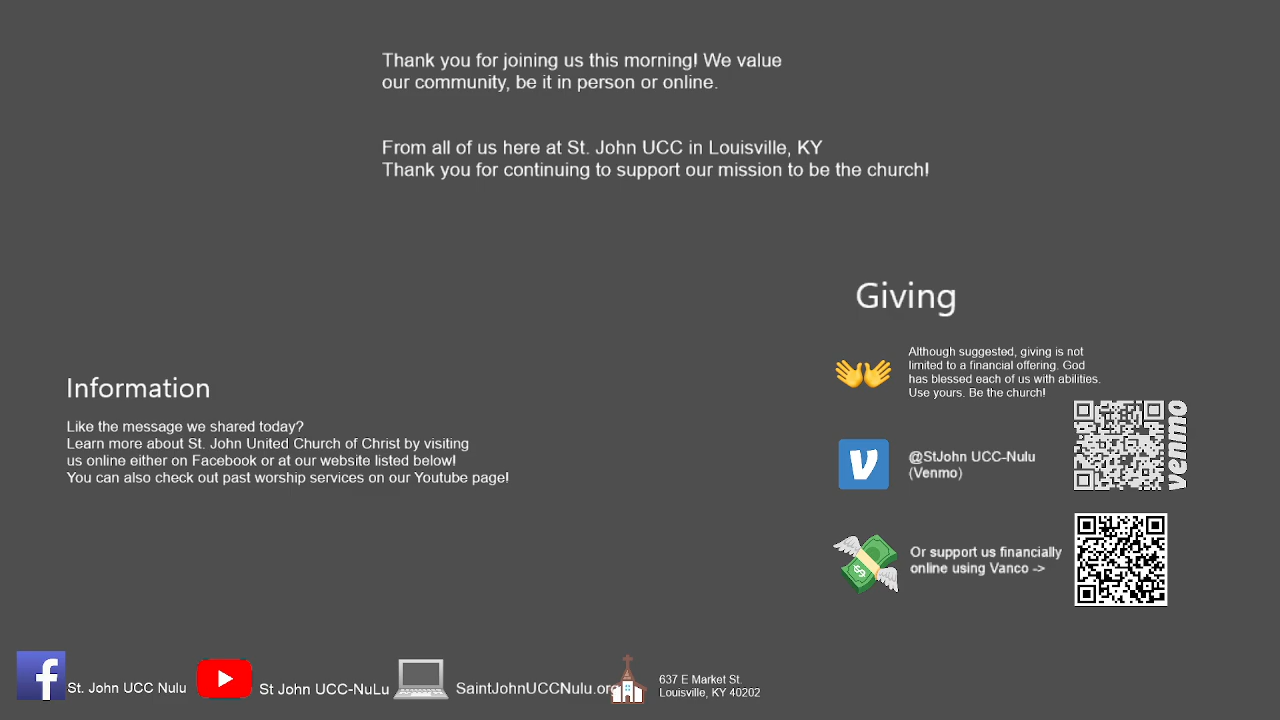 Thank you for joining us this morning! We value
our community, be it in person or online.
From all of us here at St. John UCC in Louisville, KY
Thank you for continuing to support our mission to be the church!
Giving
Although suggested, giving is not
limited to a financial offering. God
has blessed each of us with abilities.
Use yours. Be the church!
Information
Like the message we shared today?
Learn more about St. John United Church of Christ by visiting
us online either on Facebook or at our website listed below!
You can also check out past worship services on our Youtube page!
@StJohn UCC-Nulu
(Venmo)
venmo
Or support us financially
online using Vanco ->
St. John UCC Nulu
St John UCC-NuLu
SaintJohnUCCNulu.org
637 E Market St.
Louisville, KY 40202